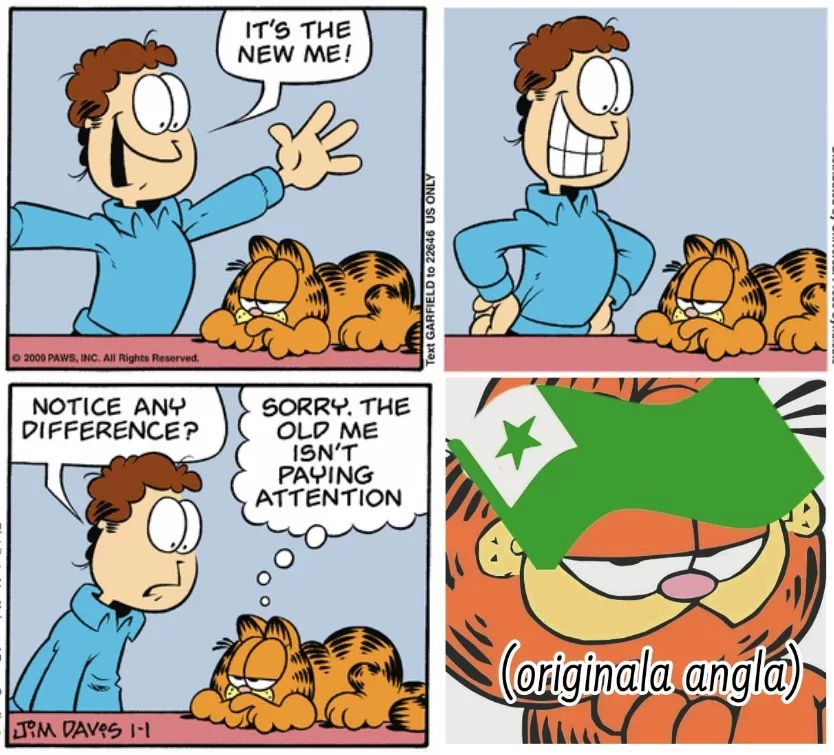 IT'S THE
NEW ME!
Text GARFIELD to 22646 US ONLY
© 2009 PAWS, INC. All Rights Reserved.
NOTICE ANY
DIFFERENCE?
SORRY. THE
OLD ME
ISN'T
PAYING
ATTENTION
JIM DAVIS 1-1
(originala angla)